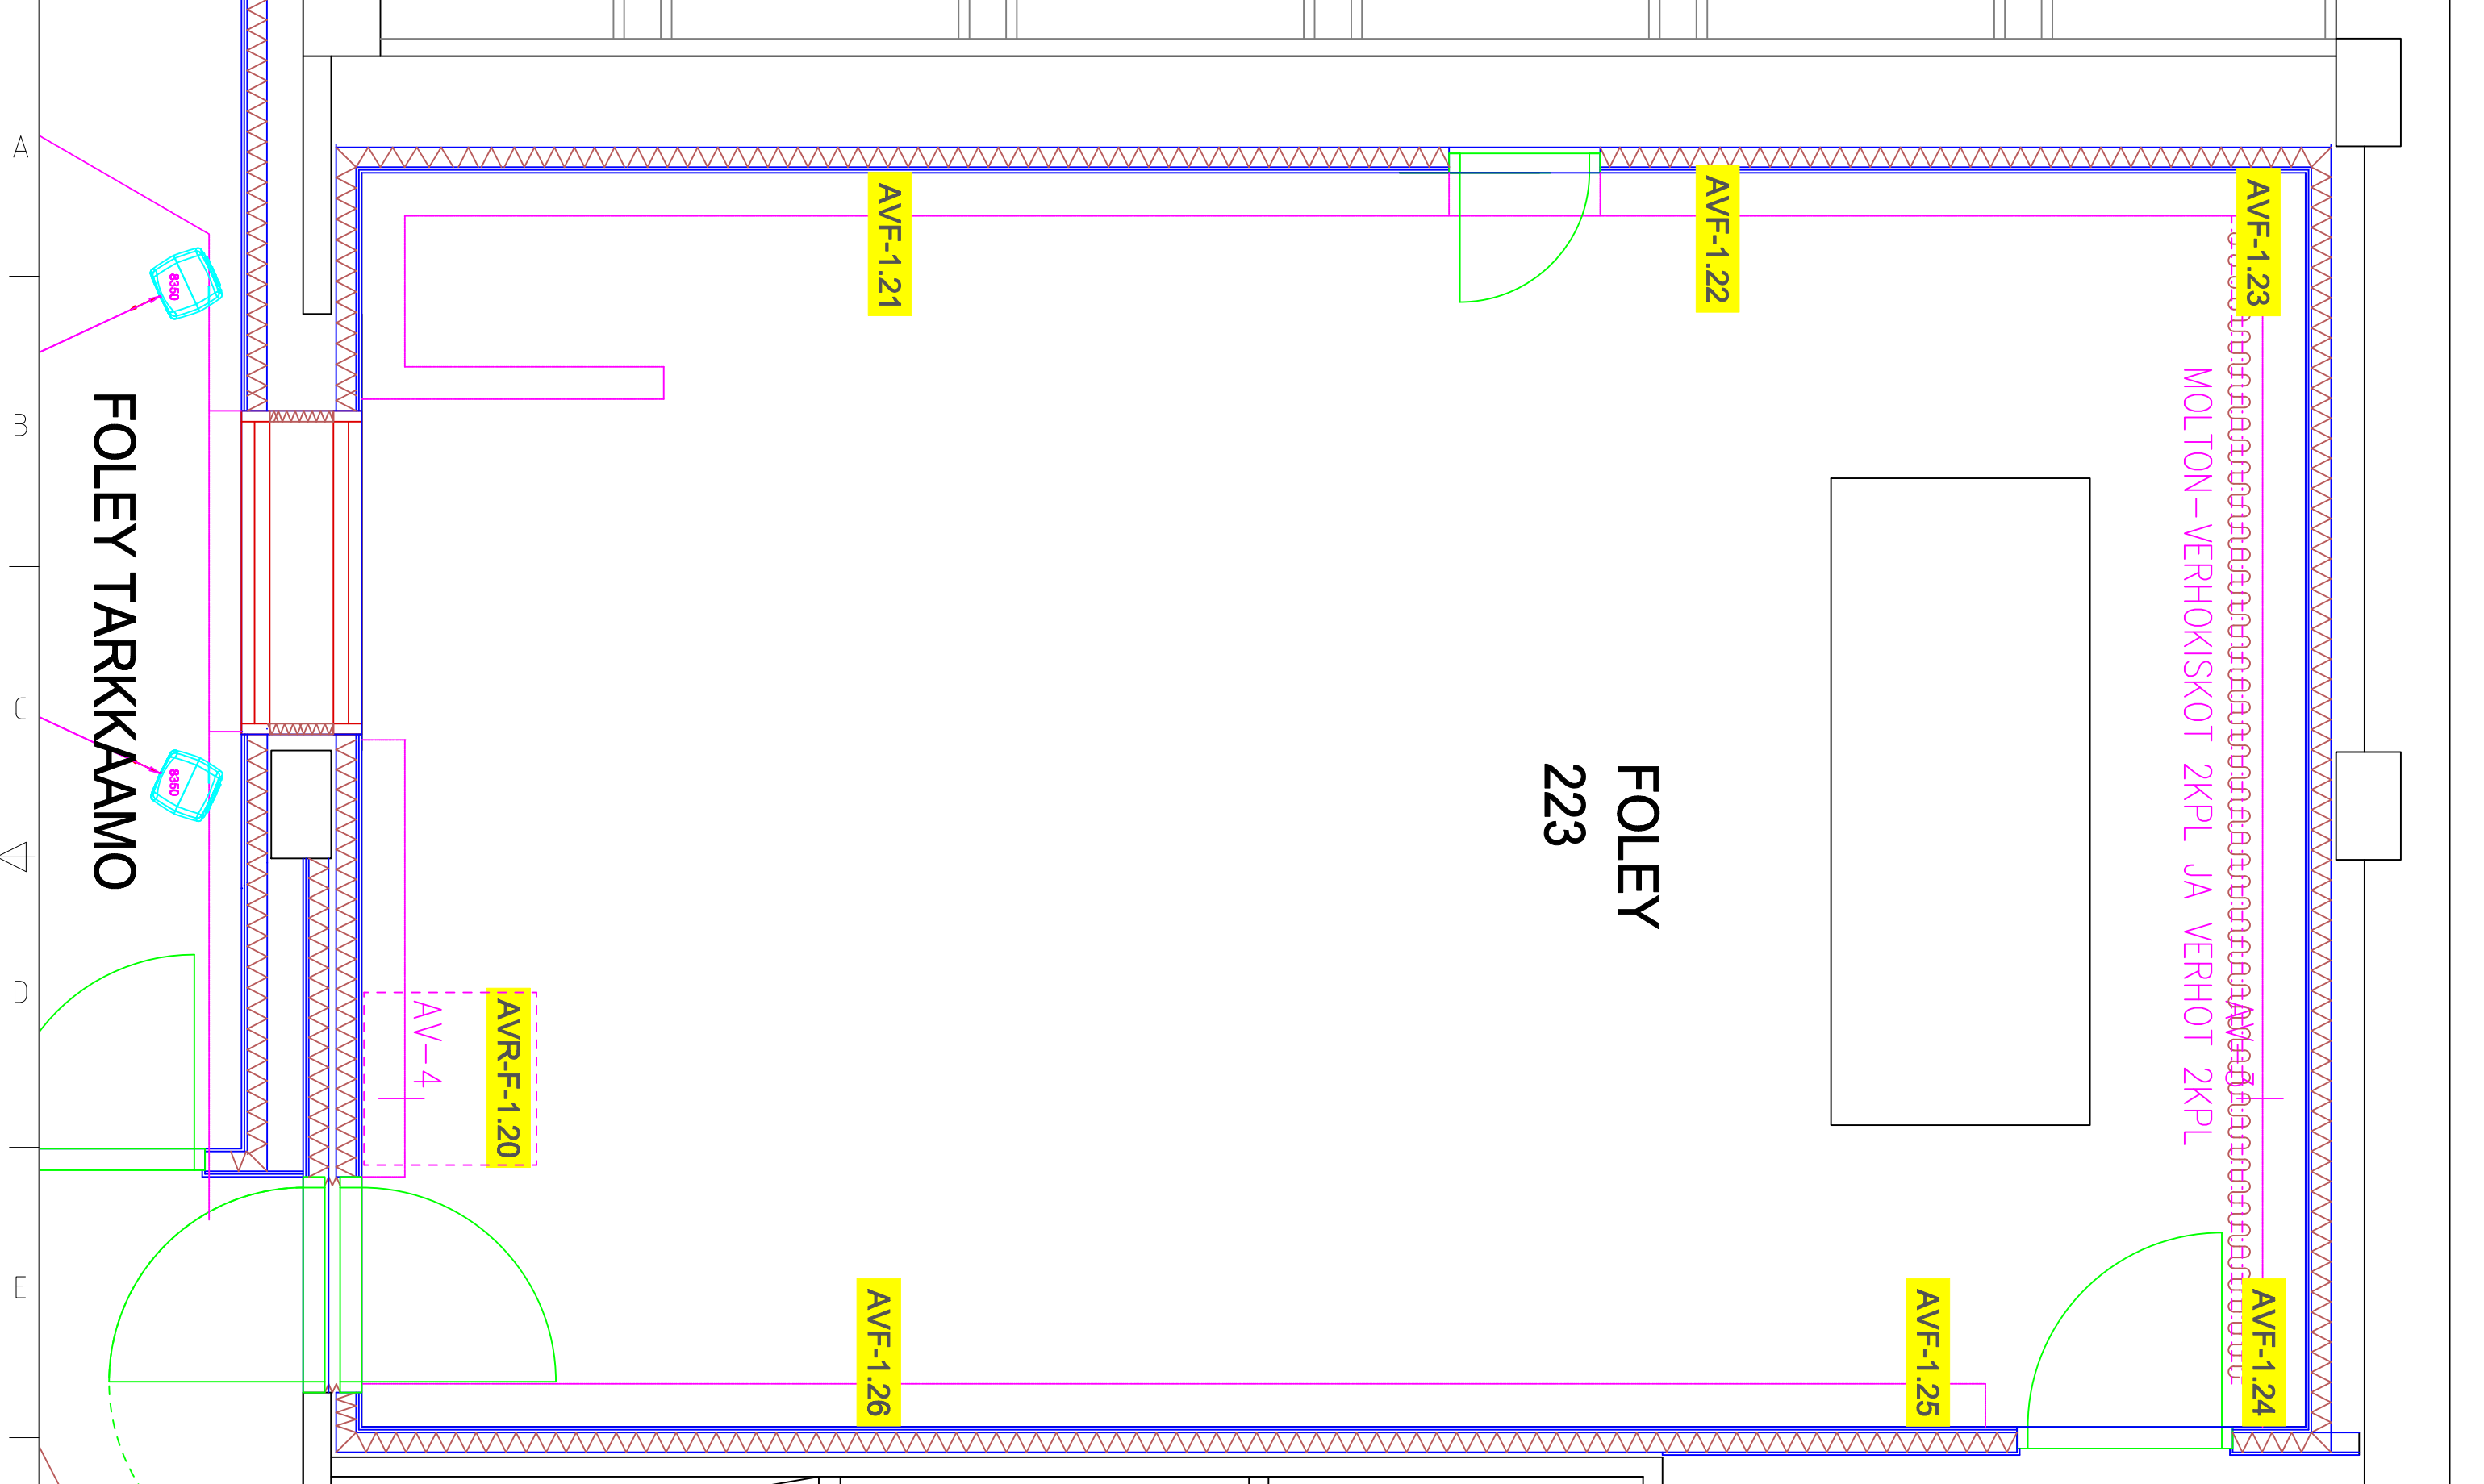 A
B
C
D
E
8350
8350
FOLEY TARKKAAMO
AVF-1.21
AVF-1.22
AVF-1.23
MOLTON-VERHOKISKOT 2KPL JA VERHOT 2KPL
FOLEY
223
AV-4
AVR-F-1.20
AVF-1.26
AVF-1.25
AVF-1.24